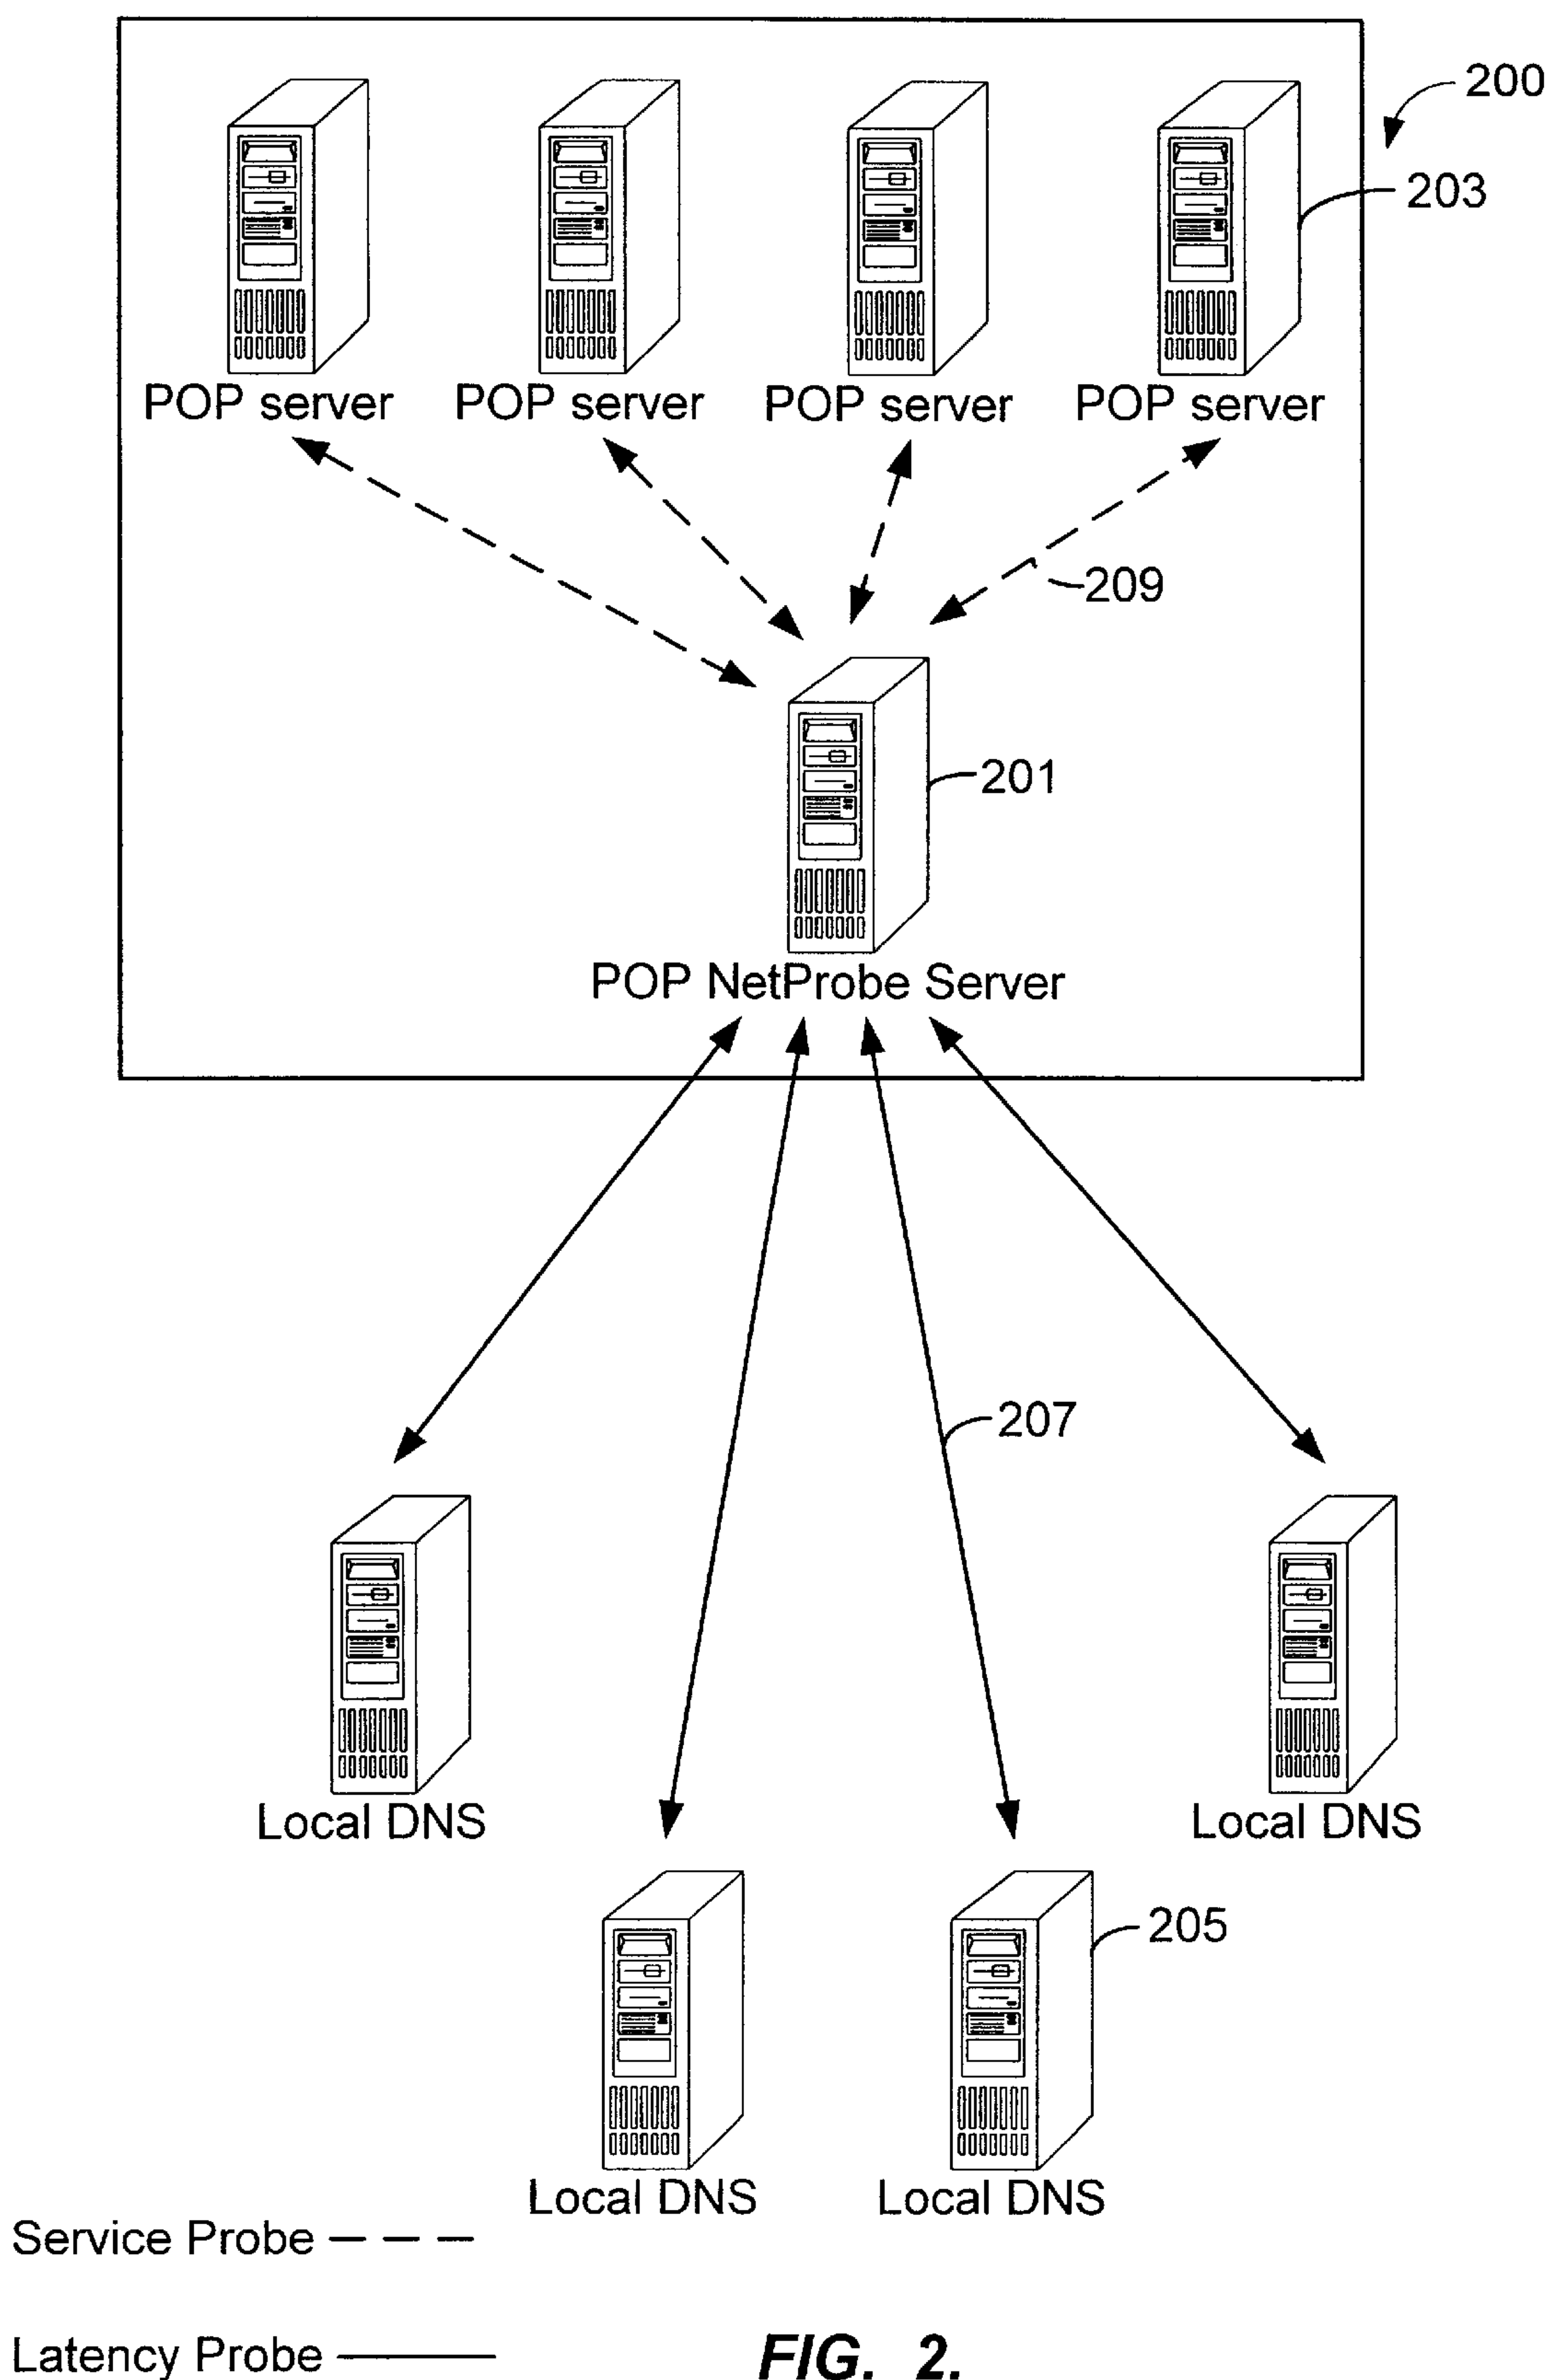 200
203
POP server POP server POP server POP server
209
201
POP NetProbe Server
207
Local DNS Local DNS
205
Local DNS Local DNS
Service Probe
Latency Probe
FIG. 2.